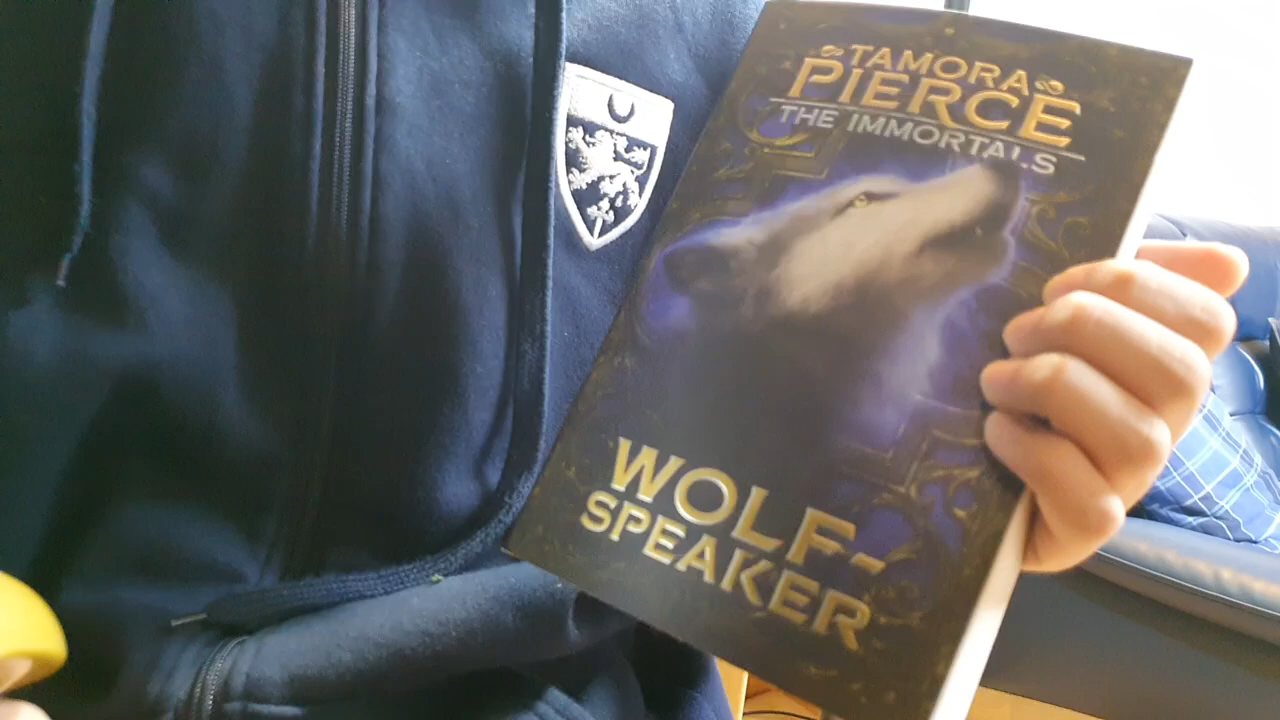 TAMORA
PIERCE
THE IMMORTALS
WOLF-
SPEAKER